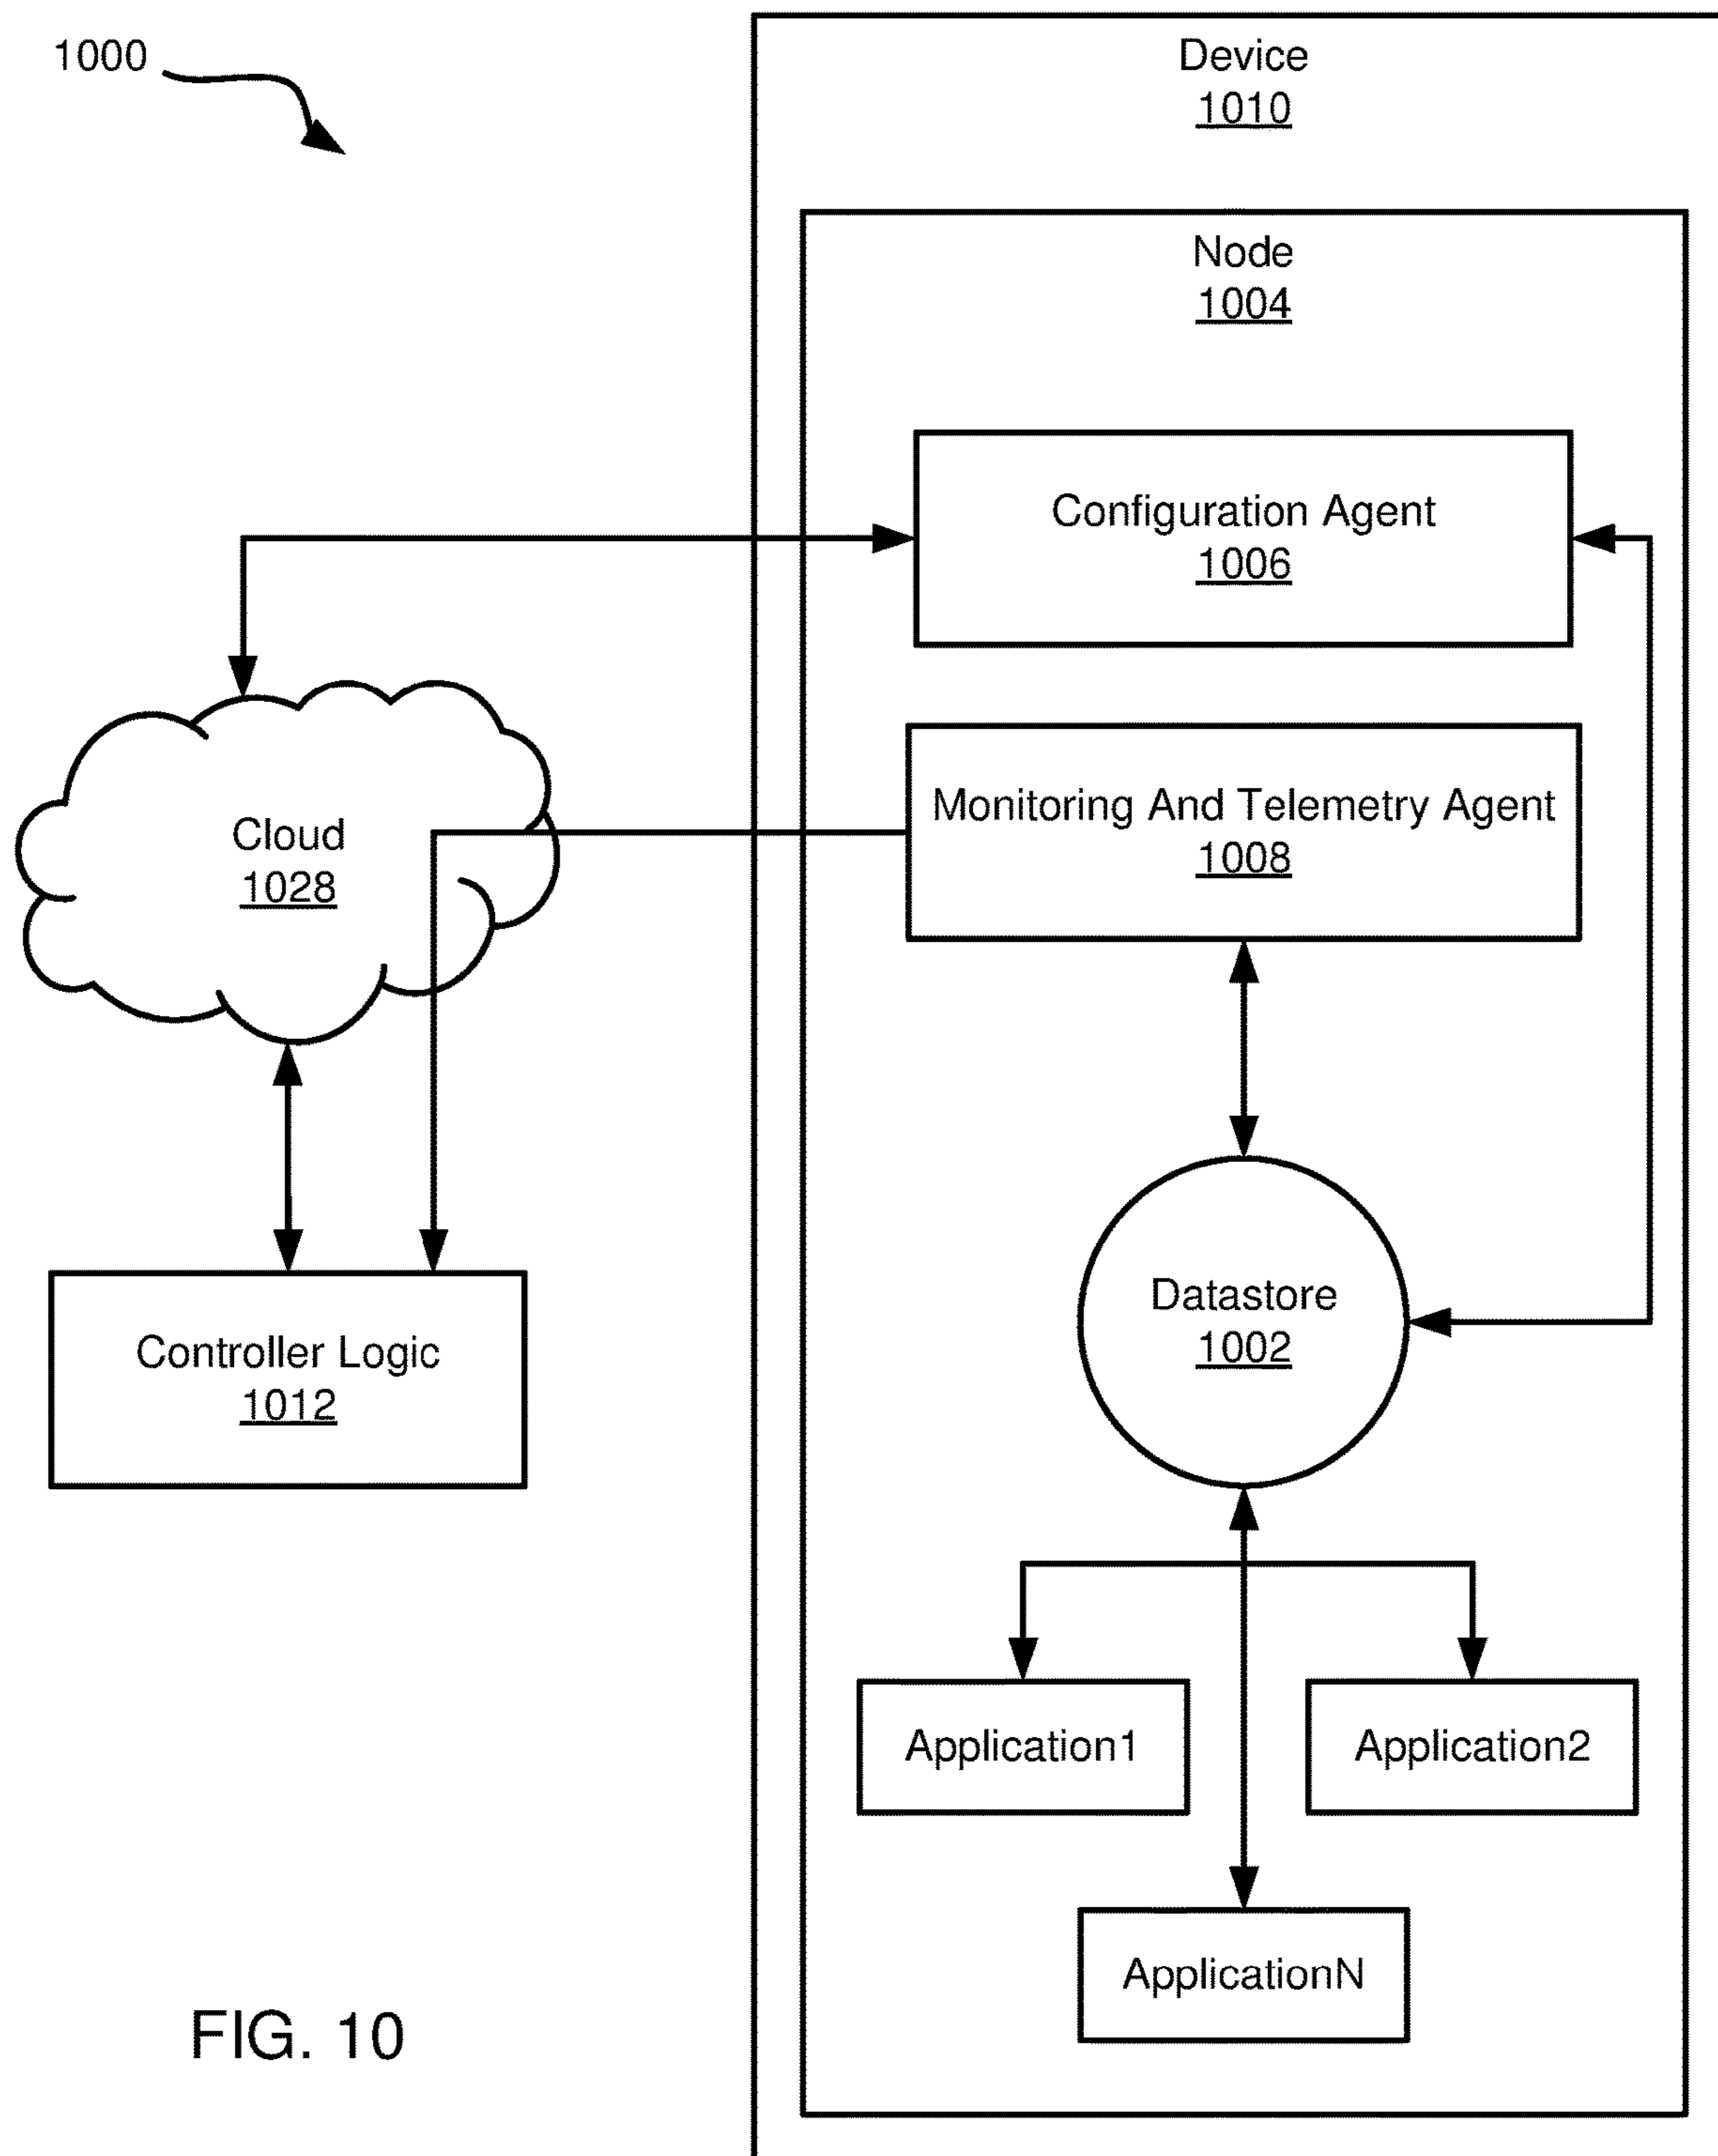 1000
Device
1010
Node
1004
Configuration Agent
1006
Monitoring And Telemetry Agent
1008
Cloud
1028
Datastore
1002
Controller Logic
1012
Application1
Application2
ApplicationN
FIG. 10